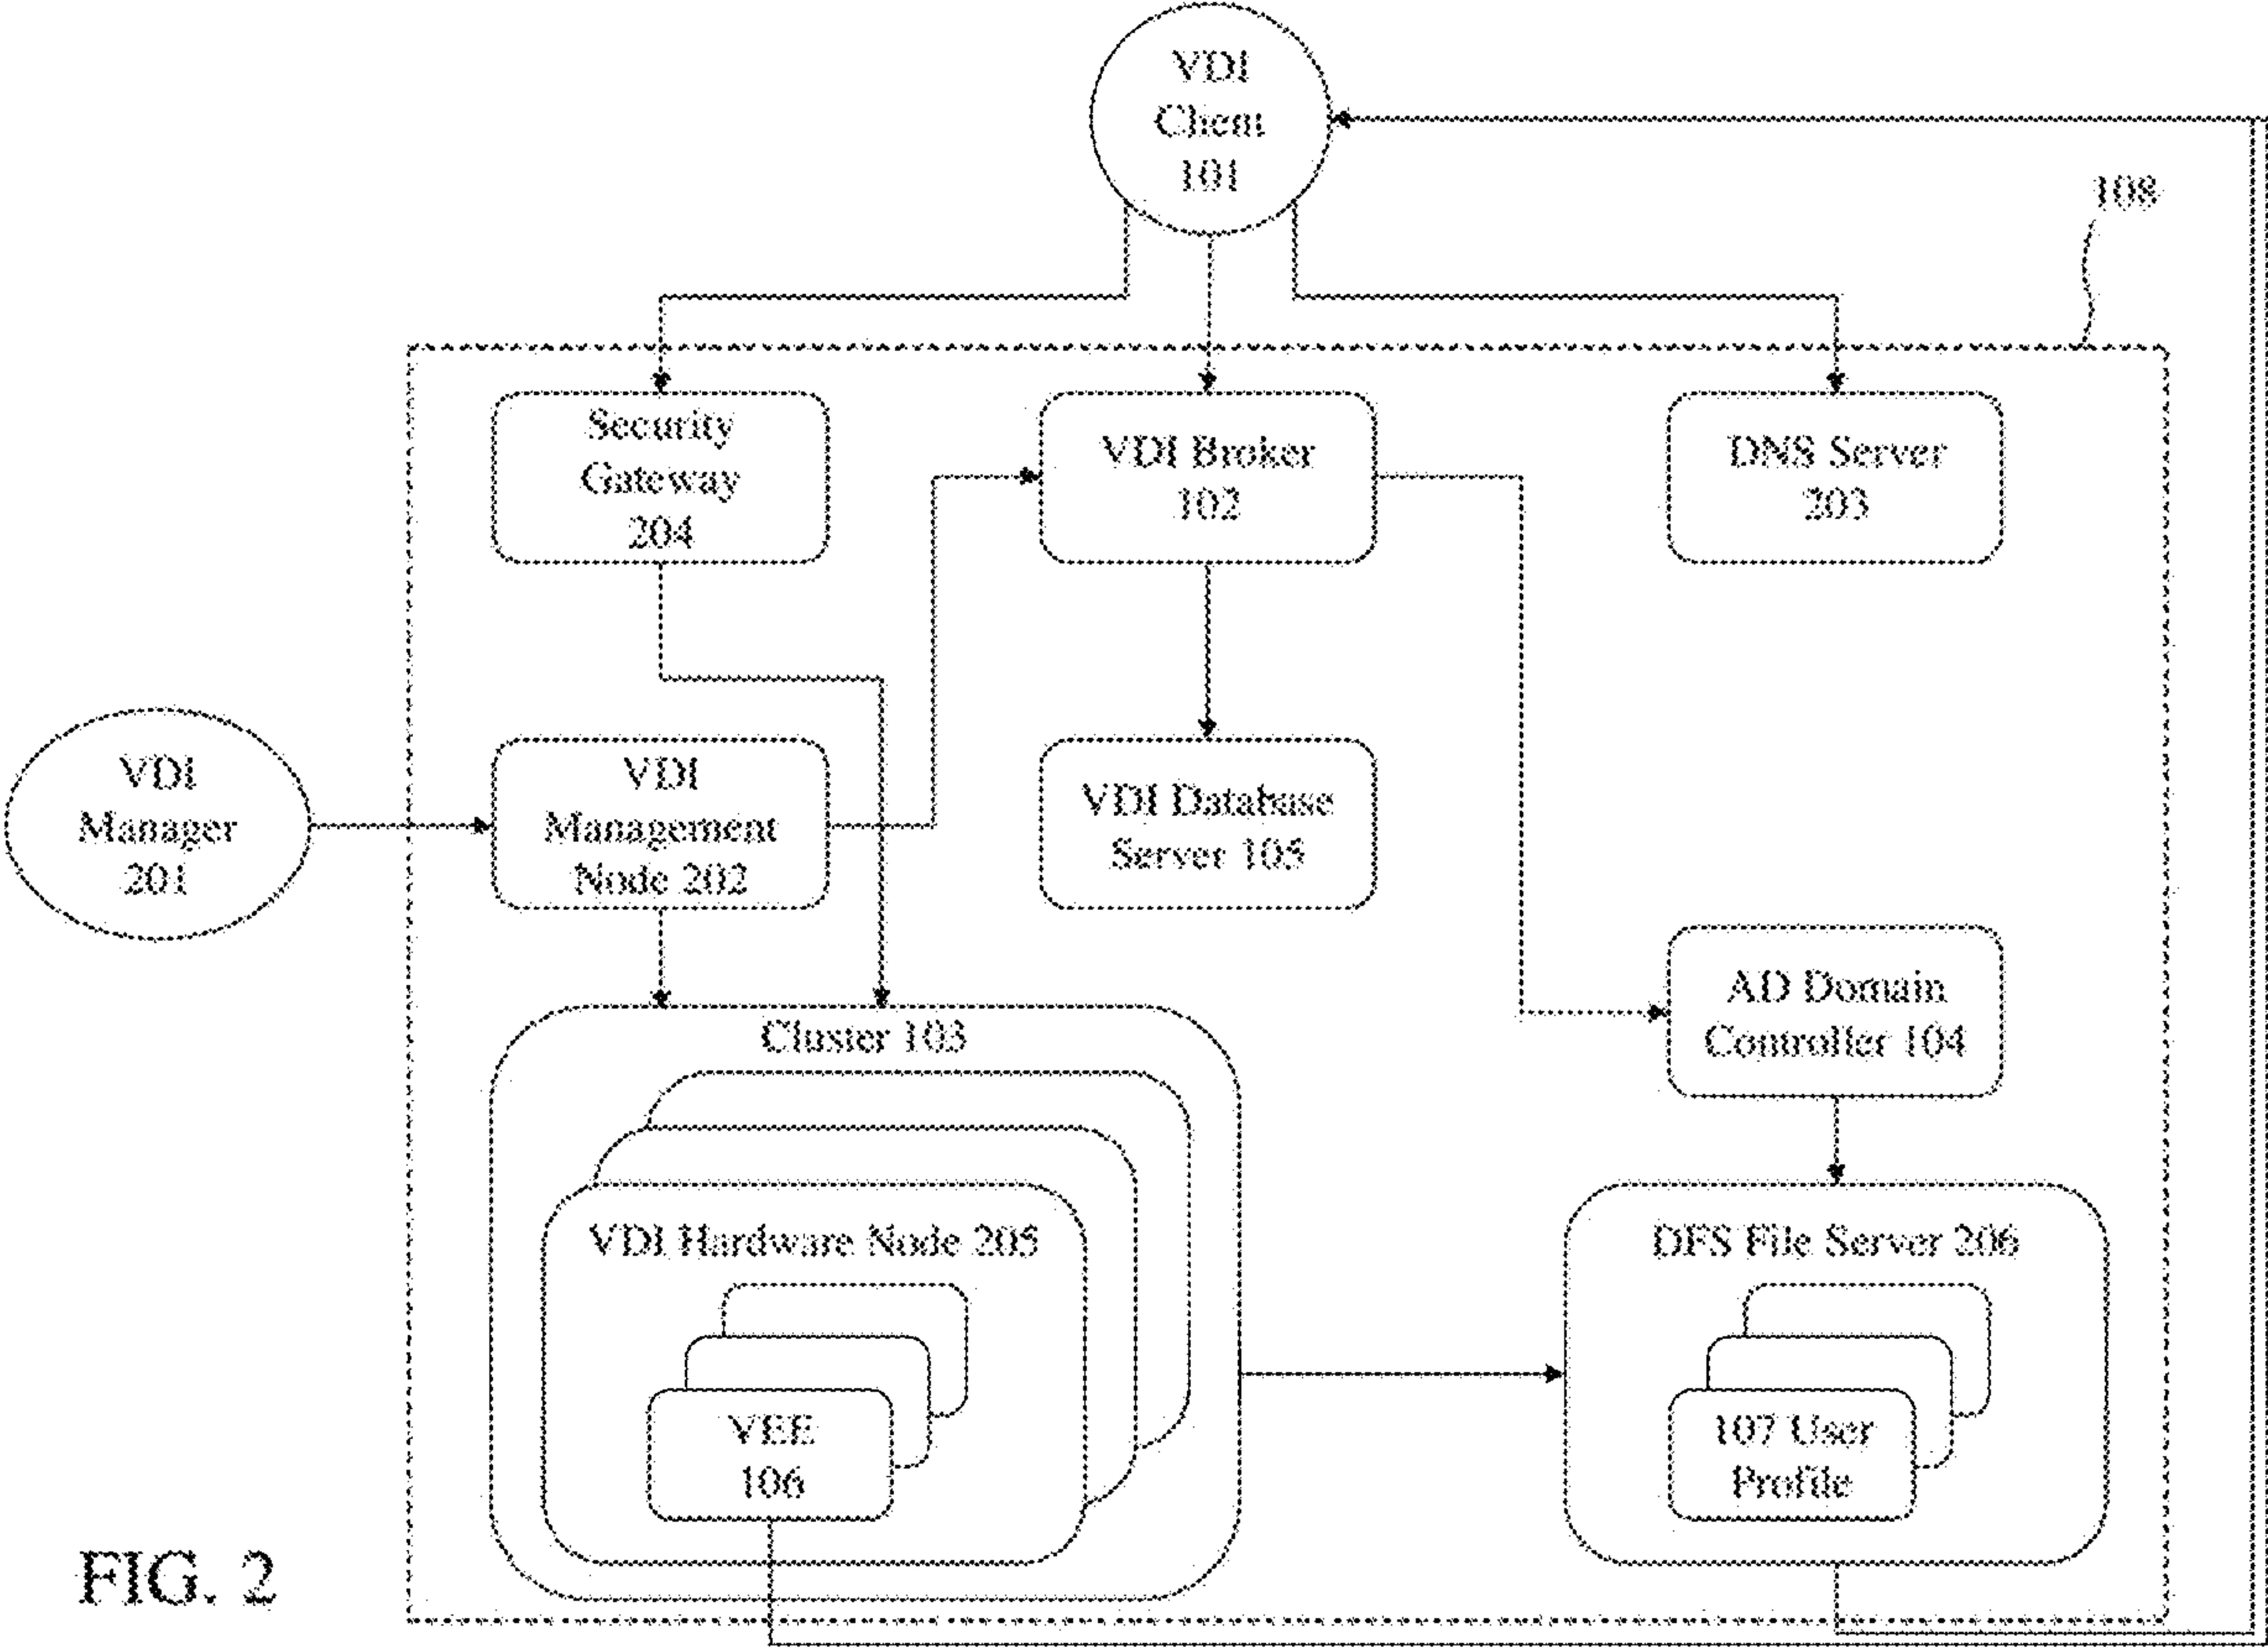 VDI
Client
101
108
Security
Gateway
204
VDI Broker
102
DNS Server
203
VDI
Manager
201
VDI
Management
Node 202
VDI Database
Server 105
AD Domain
Controller 104
Cluster 103
VDI Hardware Node 205
VEE
106
DFS File Server 206
107 User
Profile
FIG. 2